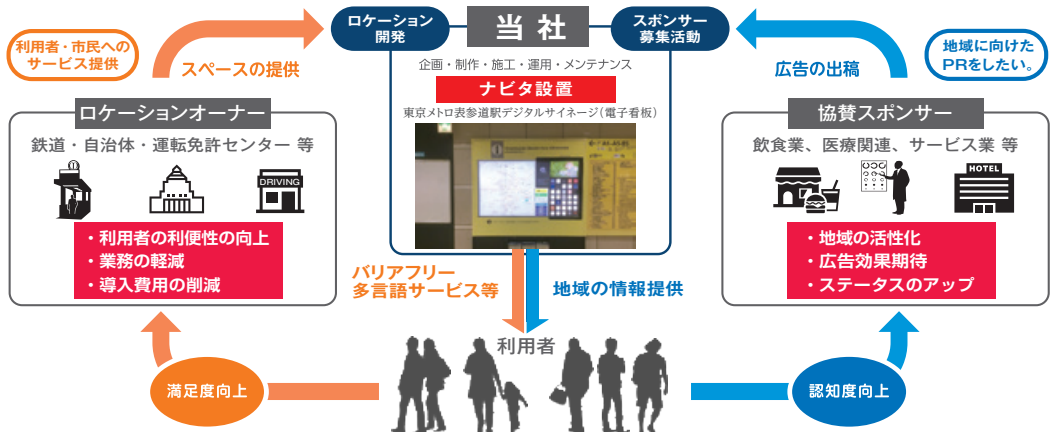 ロケーション
開発
当社
スポンサー
募集活動
利用者・市民への
サービス提供
スペースの提供
企画・制作・施工・運用・メンテナンス
ナビタ設置
東京メトロ表参道駅デジタルサイネージ（電子看板）
広告の出稿
地域に向けた
PRをしたい。
ロケーションオーナー
鉄道・自治体・運転免許センター 等
DRIVING
・利用者の利便性の向上
・業務の軽減
・導入費用の削減
協賛スポンサー
飲食業、医療関連、サービス業 等
HOTEL
・地域の活性化
・広告効果期待
・ステータスのアップ
バリアフリー
多言語サービス等
地域の情報提供
利用者
満足度向上
認知度向上